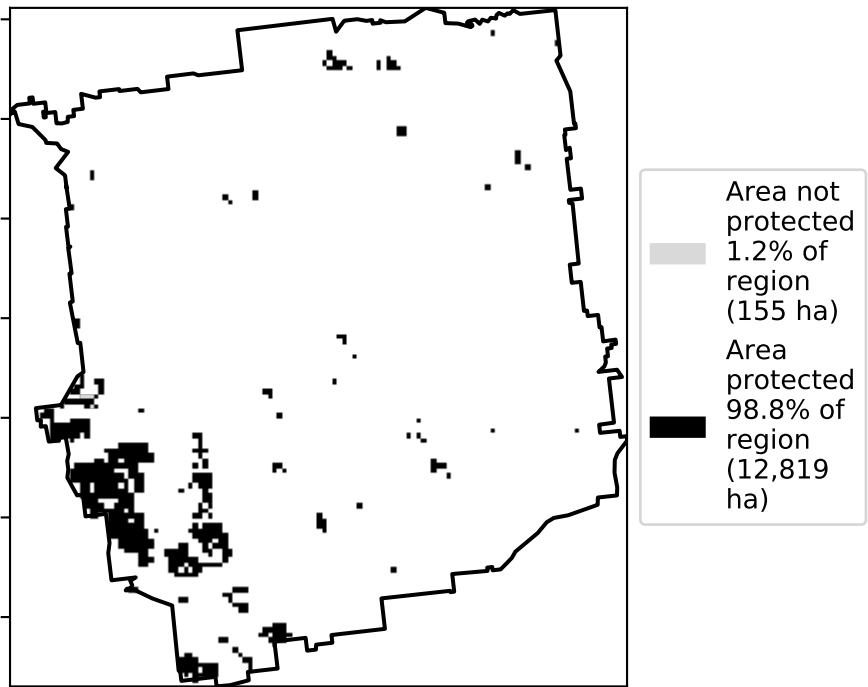 Area not
protected
1.2% of
region
(155 ha)
Area
protected
98.8% of
region
(12,819
ha)